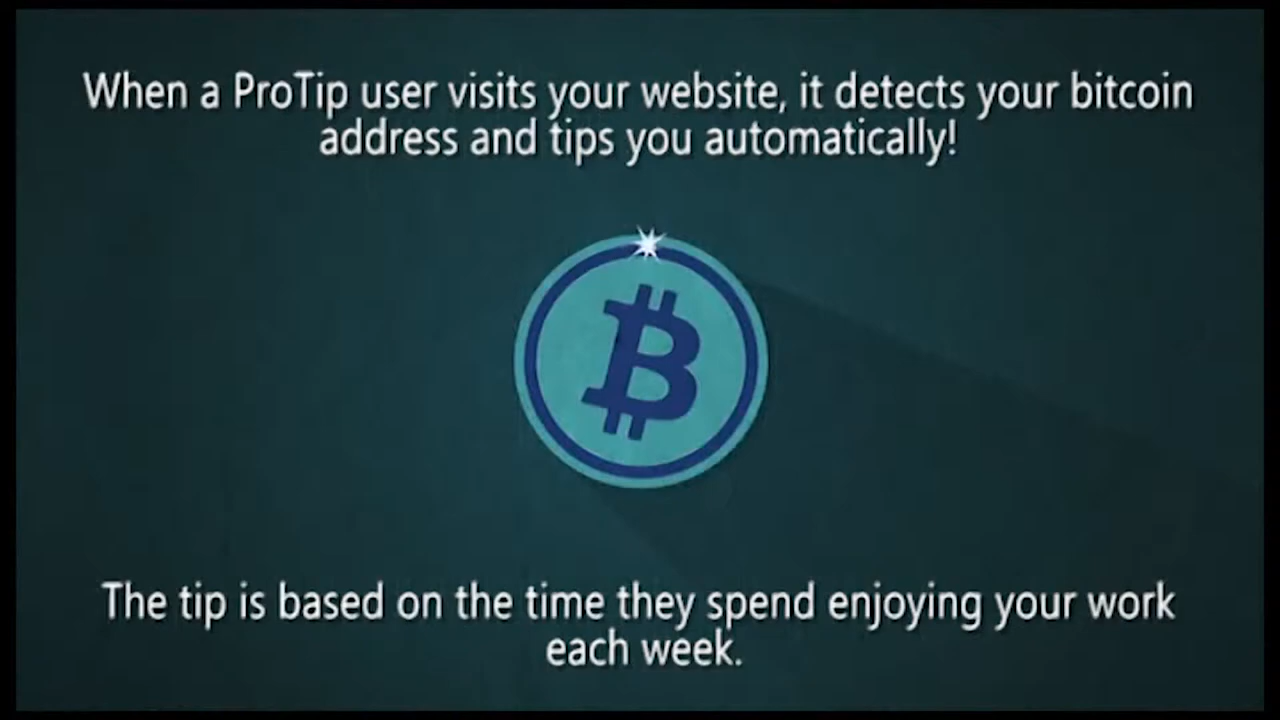 When a ProTip user visits your website, it detects your bitcoin
address and tips you automatically!
The tip is based on the time they spend enjoying your work
each week.